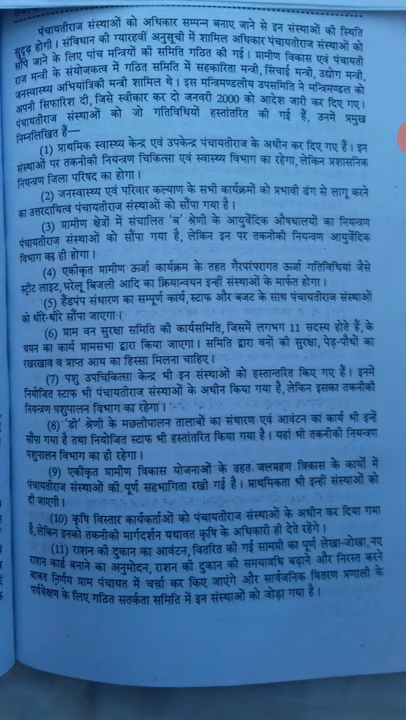 पंचायतीराज संस्थाओं को अधिकार सम्पन्न बनाए जाने से इन संस्थाओं की स्थिति
सुदृढ़ होगी। संविधान की ग्यारहवीं अनुसूची में शामिल अधिकार पंचायतीराज संस्थाओं को
सौंपे जाने के लिए पांच मन्त्रियों की समिति गठित की गई। ग्रामीण विकास एवं पंचायती
राज मन्त्री के संयोजकत्व में गठित समिति में सहकारिता मन्त्री, सिंचाई मन्त्री, उद्योग मन्त्री,
जनस्वास्थ्य अभियांत्रिकी मन्त्री शामिल थे। इस मन्त्रिमण्डलीय उपसमिति ने मन्त्रिमण्डल को
अपनी सिफारिश दी, जिसे स्वीकार कर दो जनवरी 2000 को आदेश जारी कर दिए गए।
पंचायतीराज संस्थाओं को जो गतिविधियों हस्तांतरित की गई हैं, उनमें प्रमुख
निम्नलिखित हैं—
(1) प्राथमिक स्वास्थ्य केन्द्र एवं उपकेन्द्र पंचायतीराज के अधीन कर दिए गए हैं। इन
संस्थाओं पर तकनीकी नियन्त्रण चिकित्सा एवं स्वास्थ्य विभाग का रहेगा, लेकिन प्रशासनिक
नियन्त्रण जिला परिषद का होगा।
(2) जनस्वास्थ्य एवं परिवार कल्याण के सभी कार्यक्रमों को प्रभावी ढंग से लागू करने
का उत्तरदायित्व पंचायतीराज संस्थाओं को सौंपा गया है।
(3) ग्रामीण क्षेत्रों में संचालित 'ब' श्रेणी के आयुर्वेदिक औषधालयों का नियन्त्रण
पंचायतीराज संस्थाओं को सौंपा गया है, लेकिन इन पर तकनीकी नियन्त्रण आयुर्वेदिक
विभाग का ही होगा।
(4) एकीकृत ग्रामीण ऊर्जा कार्यक्रम के तहत गैरपरंपरागत ऊर्जा गतिविधियां जैसे
स्ट्रीट लाइट, घरेलू बिजली आदि का क्रियान्वयन इन्हीं संस्थाओं के मार्फत होगा।
(5) हैंडपंप संधारण का सम्पूर्ण कार्य, स्टाफ और बजट के साथ पंचायतीराज संस्थाओं
को धीरे-धीरे सौंपा जाएगा।
(6) प्राम वन सुरक्षा समिति की कार्यसमिति, जिसमें लगभग 11 सदस्य होते हैं, के
चयन का कार्य ग्रामसभा द्वारा किया जाएगा। समिति द्वारा वनों की सुरक्षा, पेड़-पौधों का
रखरखाव व प्राप्त आय का हिस्सा मिलना चाहिए।
(7) पशु उपचिकित्सा केन्द्र भी इन संस्थाओं को हस्तान्तरित किए गए हैं। इनमें
नियोजित स्टाफ भी पंचायतीराज संस्थाओं के अधीन किया गया है, लेकिन इसका तकनीकी
नियन्त्रण पशुपालन विभाग का रहेगा।
(8) 'डी' श्रेणी के मछलीपालन तालाबों का संधारण एवं आवंटन का कार्य भी इन्हें
सौंपा गया है तथा नियोजित स्टाफ भी हस्तांतरित किया गया है। यहां भी तकनीकी नियन्त्रण
पशुपालन विभाग का ही रहेगा।
(9) एकीकृत ग्रामीण विकास योजनाओं के तहत जलग्रहण विकास के कार्यों में
पंचायतीराज संस्थाओं की पूर्ण सहभागिता रखी गई है। प्राथमिकता भी इन्हीं संस्थाओं को
दी जाएगी।
(10) कृषि विस्तार कार्यकर्ताओं को पंचायतीराज संस्थाओं के अधीन कर दिया गया
है, लेकिन इनको तकनीकी मार्गदर्शन यथावत कृषि के अधिकारी ही देते रहेंगे।
(11) राशन की दुकान का आवंटन, वितरित की गई सामग्री का पूर्ण लेखा-जोखा, नए
राशन कार्ड बनाने का अनुमोदन, राशन की दुकान की समयावधि बढ़ाने और निरस्त करने
बाबत निर्णय ग्राम पंचायत में चर्चा कर किए जाएंगे और सार्वजनिक वितरण प्रणाली के
पर्यवेक्षण के लिए गठित सतर्कता समिति में इन संस्थाओं को जोड़ा गया है।